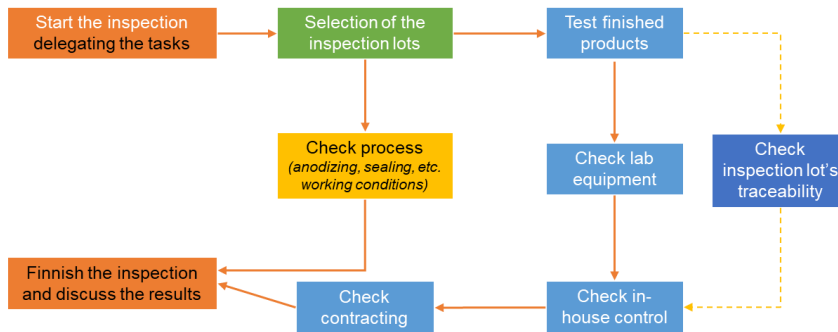 Start the inspection
delegating the tasks
Selection of the
inspection lots
Test finished
products
Check process
(anodizing, sealing, etc.
working conditions)
Check lab
equipment
Check
inspection lot's
traceability
Finnish the inspection
and discuss the results
Check
contracting
Check in-
house control